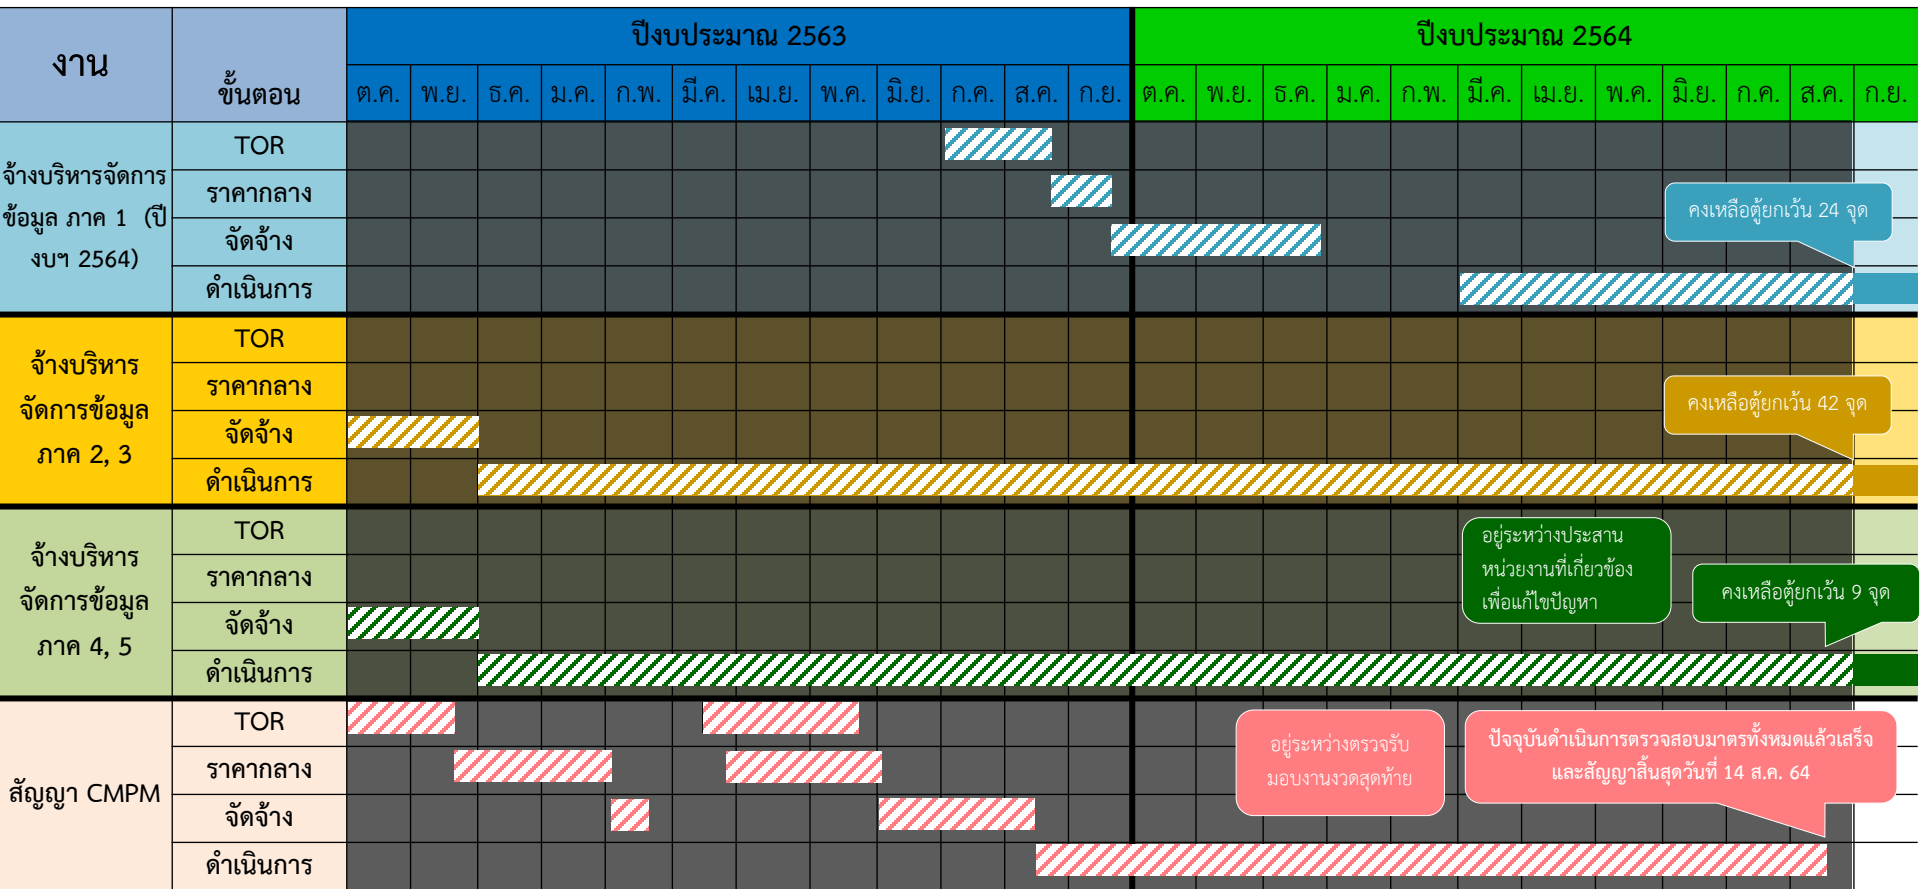 งาน
ขั้นตอน
ปีงบประมาณ 2563
ปีงบประมาณ 2564
ต.ค. พ.ย. ธ.ค. ม.ค. ก.พ. มี.ค. เม.ย. พ.ค. มิ.ย. ก.ค. ส.ค. ก.ย. ต.ค. พ.ย. ธ.ค. ม.ค. ก.พ. มี.ค. เม.ย. พ.ค. มิ.ย. ก.ค. ส.ค. ก.ย.
จ้างบริหารจัดการ
ข้อมูล ภาค 1 (ปี
งบฯ 2564)
TOR
ราคากลาง
จัดจ้าง
ดำเนินการ
คงเหลือตู้ยกเว้น 24 จุด
จ้างบริหาร
จัดการข้อมูล
ภาค 2, 3
TOR
ราคากลาง
จัดจ้าง
ดำเนินการ
คงเหลือตู้ยกเว้น 42 จุด
จ้างบริหาร
จัดการข้อมูล
ภาค 4, 5
TOR
ราคากลาง
จัดจ้าง
ดำเนินการ
อยู่ระหว่างประสาน
หน่วยงานที่เกี่ยวข้อง
เพื่อแก้ไขปัญหา
คงเหลือตู้ยกเว้น 9 จุด
สัญญา CMPM
TOR
ราคากลาง
จัดจ้าง
ดำเนินการ
อยู่ระหว่างตรวจรับ
มอบงานงวดสุดท้าย
ปัจจุบันดำเนินการตรวจสอบมาตรทั้งหมดแล้วเสร็จ
และสัญญาสิ้นสุดวันที่ 14 ส.ค. 64